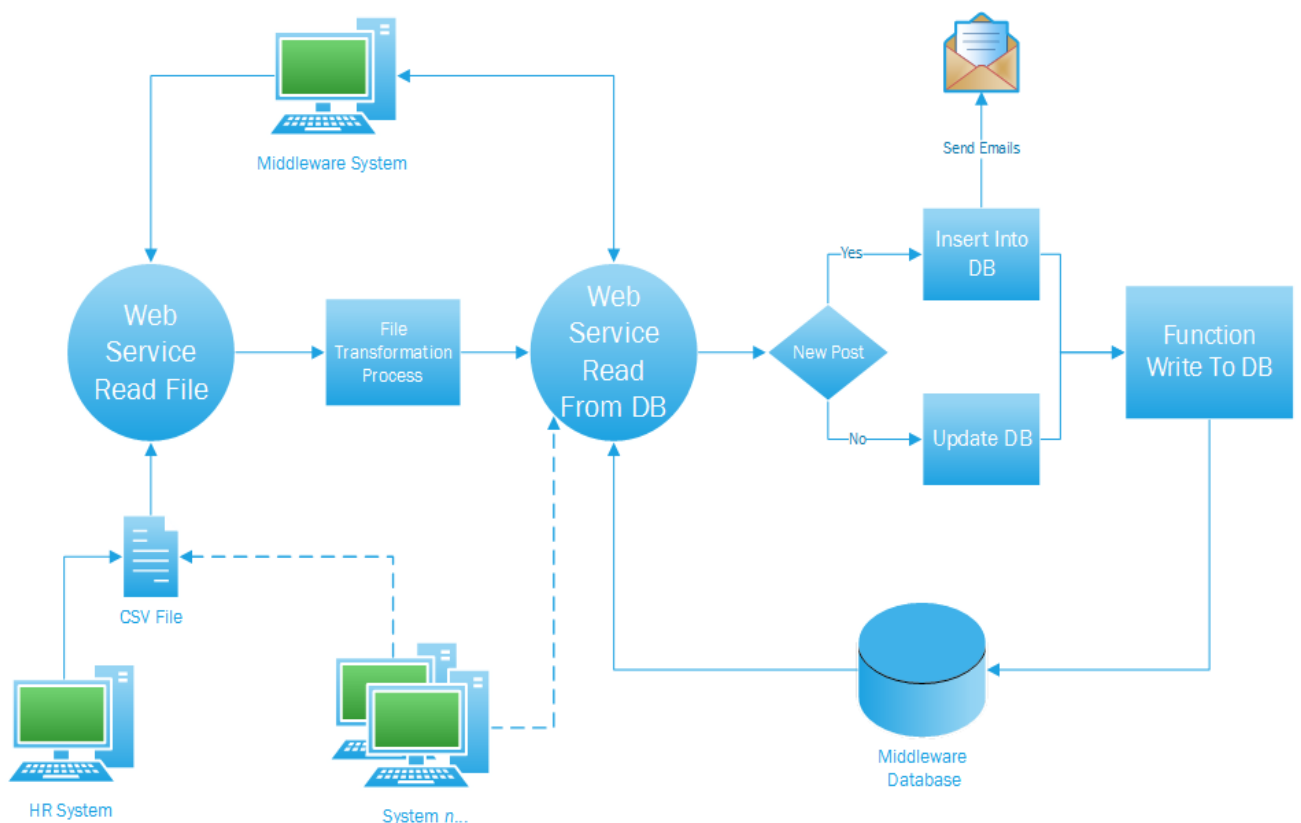 Middleware System
Send Emails
Web
Service
Read File
File
Transformation
Process
Web
Service
Read
From DB
New Post
Yes
No
Insert Into
DB
Update DB
Function
Write To DB
CSV File
HR System
System n...
Middleware
Database